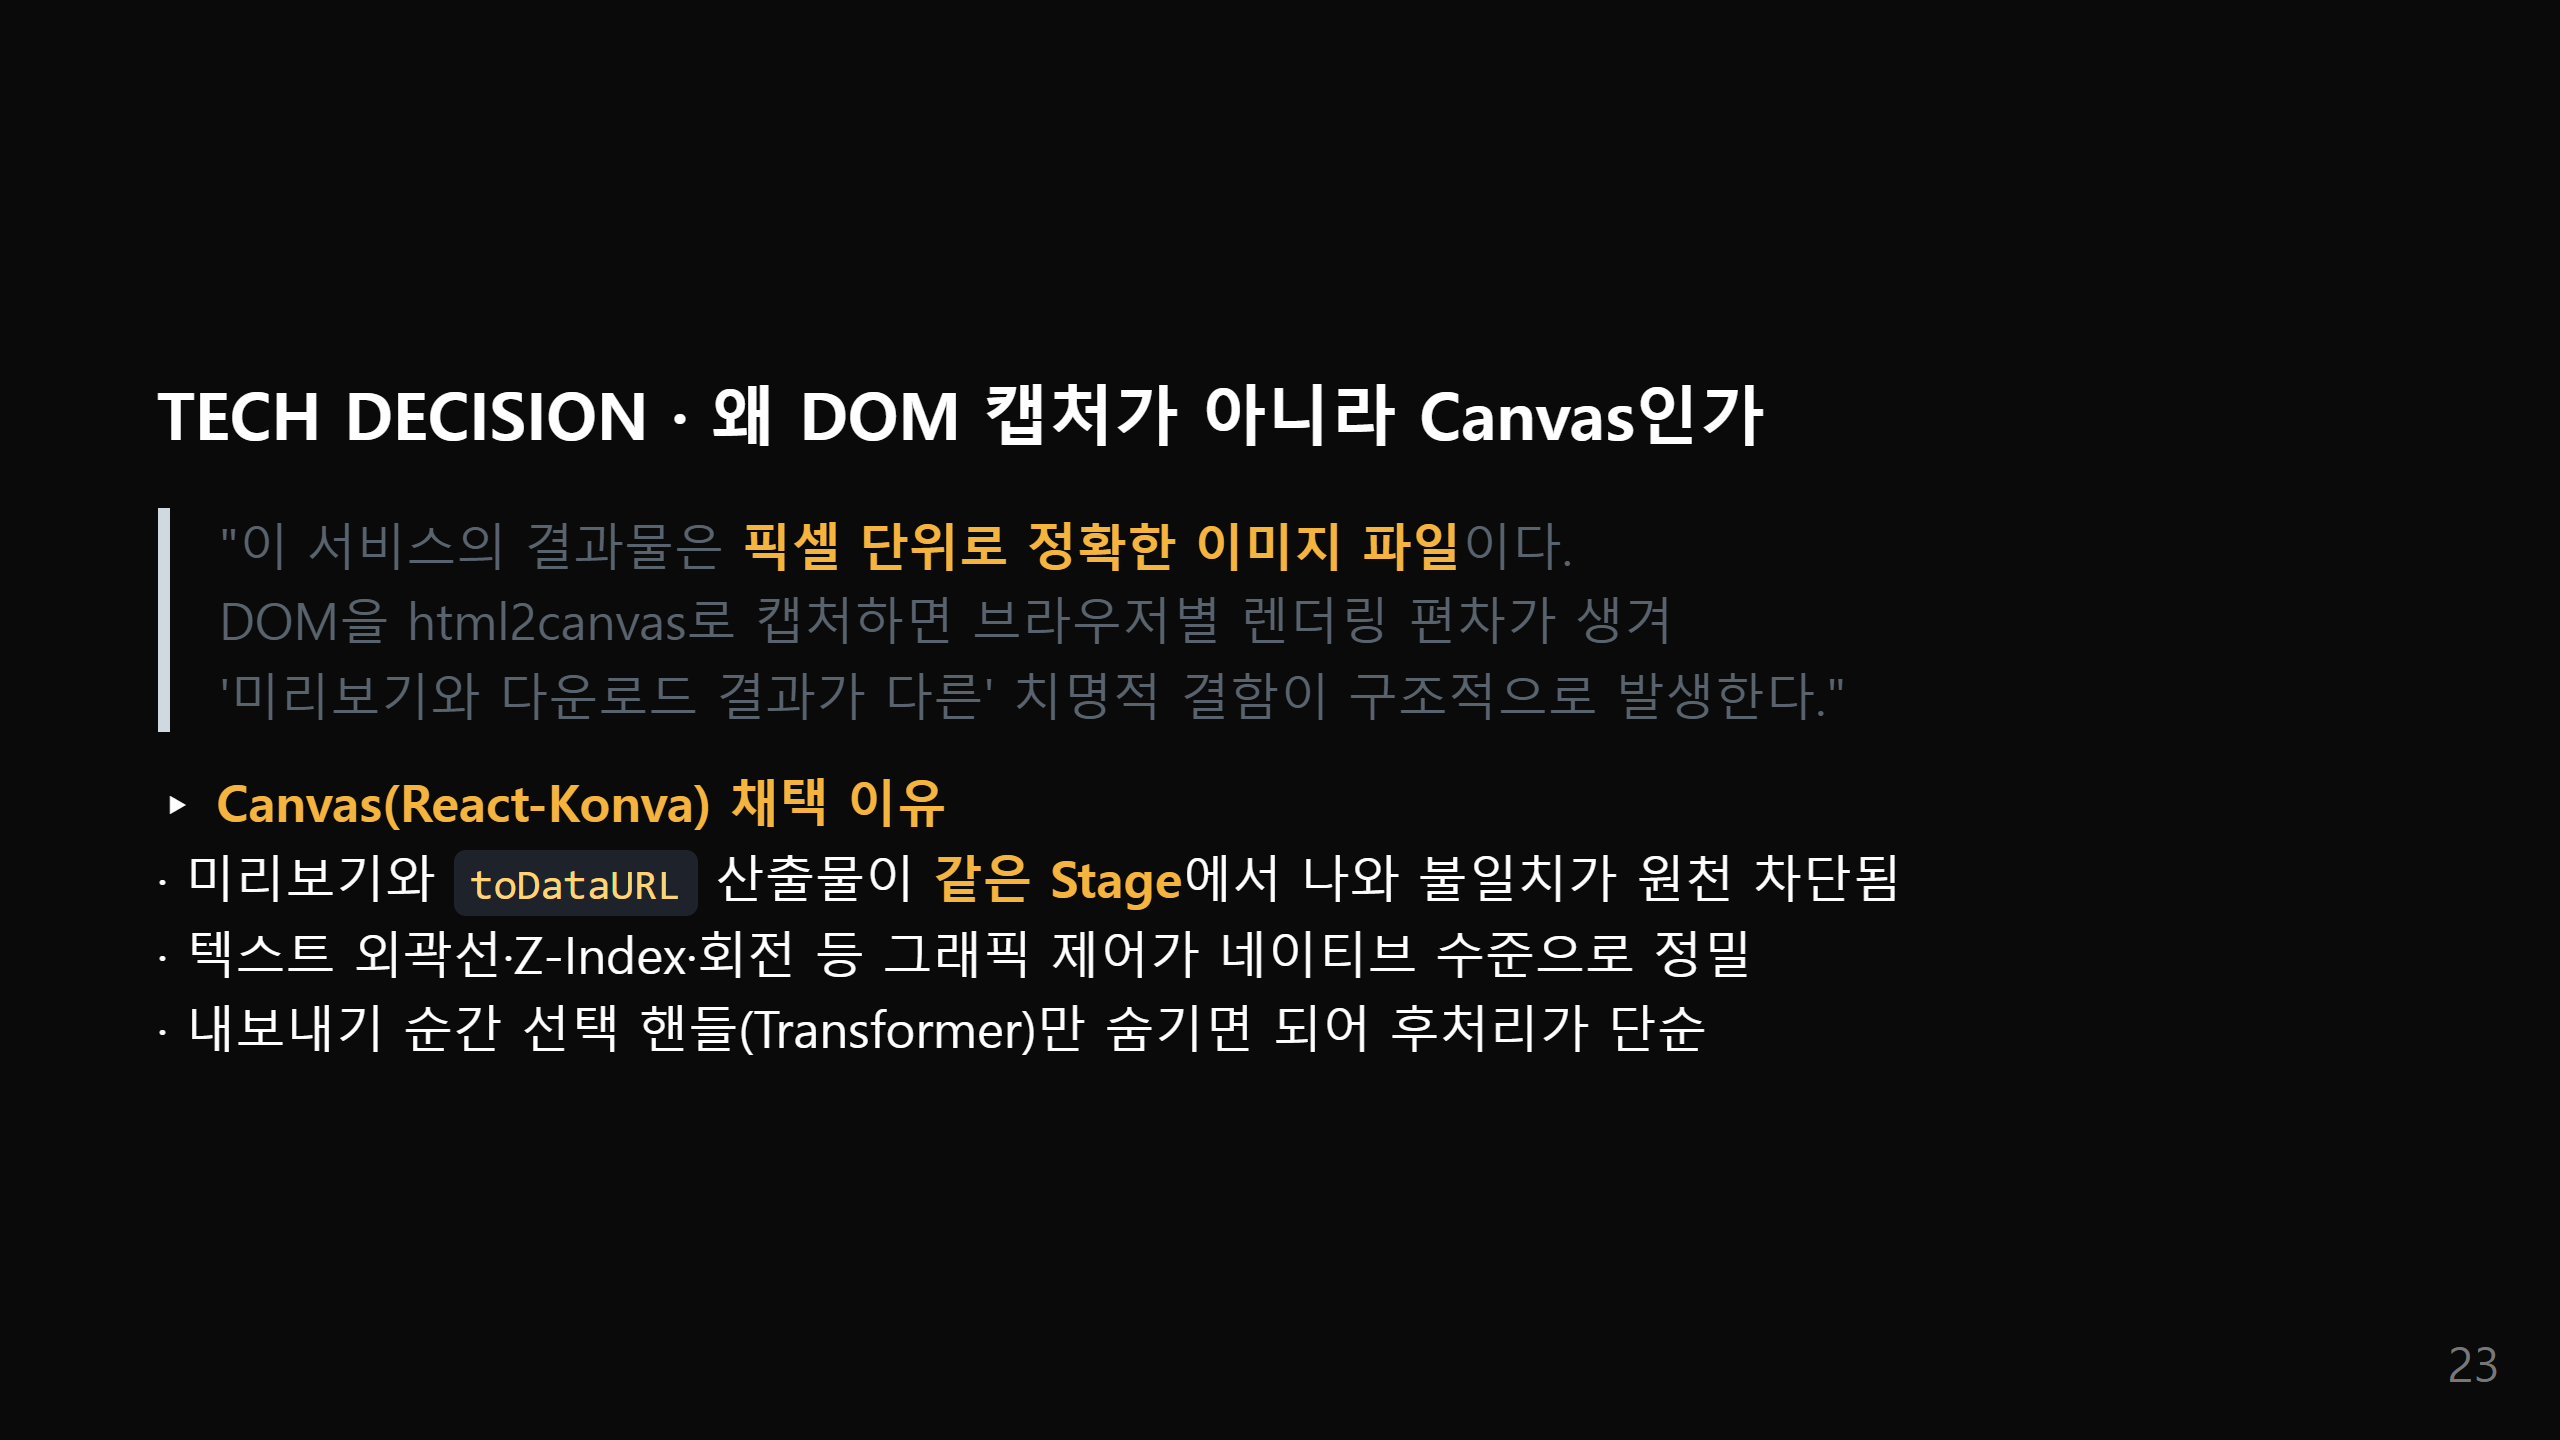 TECH DECISION · 왜 DOM 캡처가 아니라 Canvas인가
"이 서비스의 결과물은 픽셀 단위로 정확한 이미지 파일이다.
DOM을 html2canvas로 캡처하면 브라우저별 렌더링 편차가 생겨
'미리보기와 다운로드 결과가 다른' 치명적 결함이 구조적으로 발생한다."
▸ Canvas(React-Konva) 채택 이유
· 미리보기와 toDataURL 산출물이 같은 Stage에서 나와 불일치가 원천 차단됨
· 텍스트 외곽선·Z-Index·회전 등 그래픽 제어가 네이티브 수준으로 정밀
· 내보내기 순간 선택 핸들(Transformer)만 숨기면 되어 후처리가 단순
23